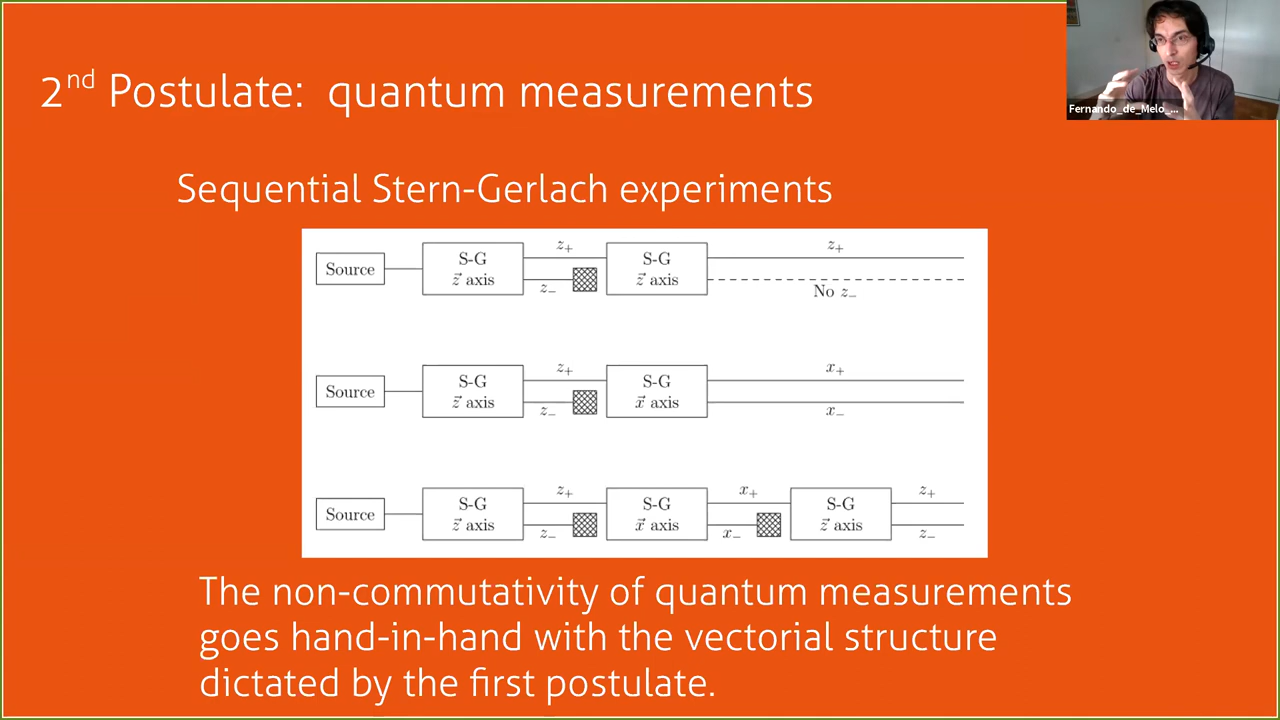 2nd Postulate: quantum measurements
Fernando_de_Melo_...
Sequential Stern-Gerlach experiments
Source
S-G
z⃗ axis
z₊
z₋
S-G
z⃗ axis
z₊
No z₋
Source
S-G
z⃗ axis
z₊
z₋
S-G
x⃗ axis
x₊
x₋
Source
S-G
z⃗ axis
z₊
z₋
S-G
x⃗ axis
x₊
x₋
S-G
z⃗ axis
z₊
z₋
The non-commutativity of quantum measurements
goes hand-in-hand with the vectorial structure
dictated by the first postulate.